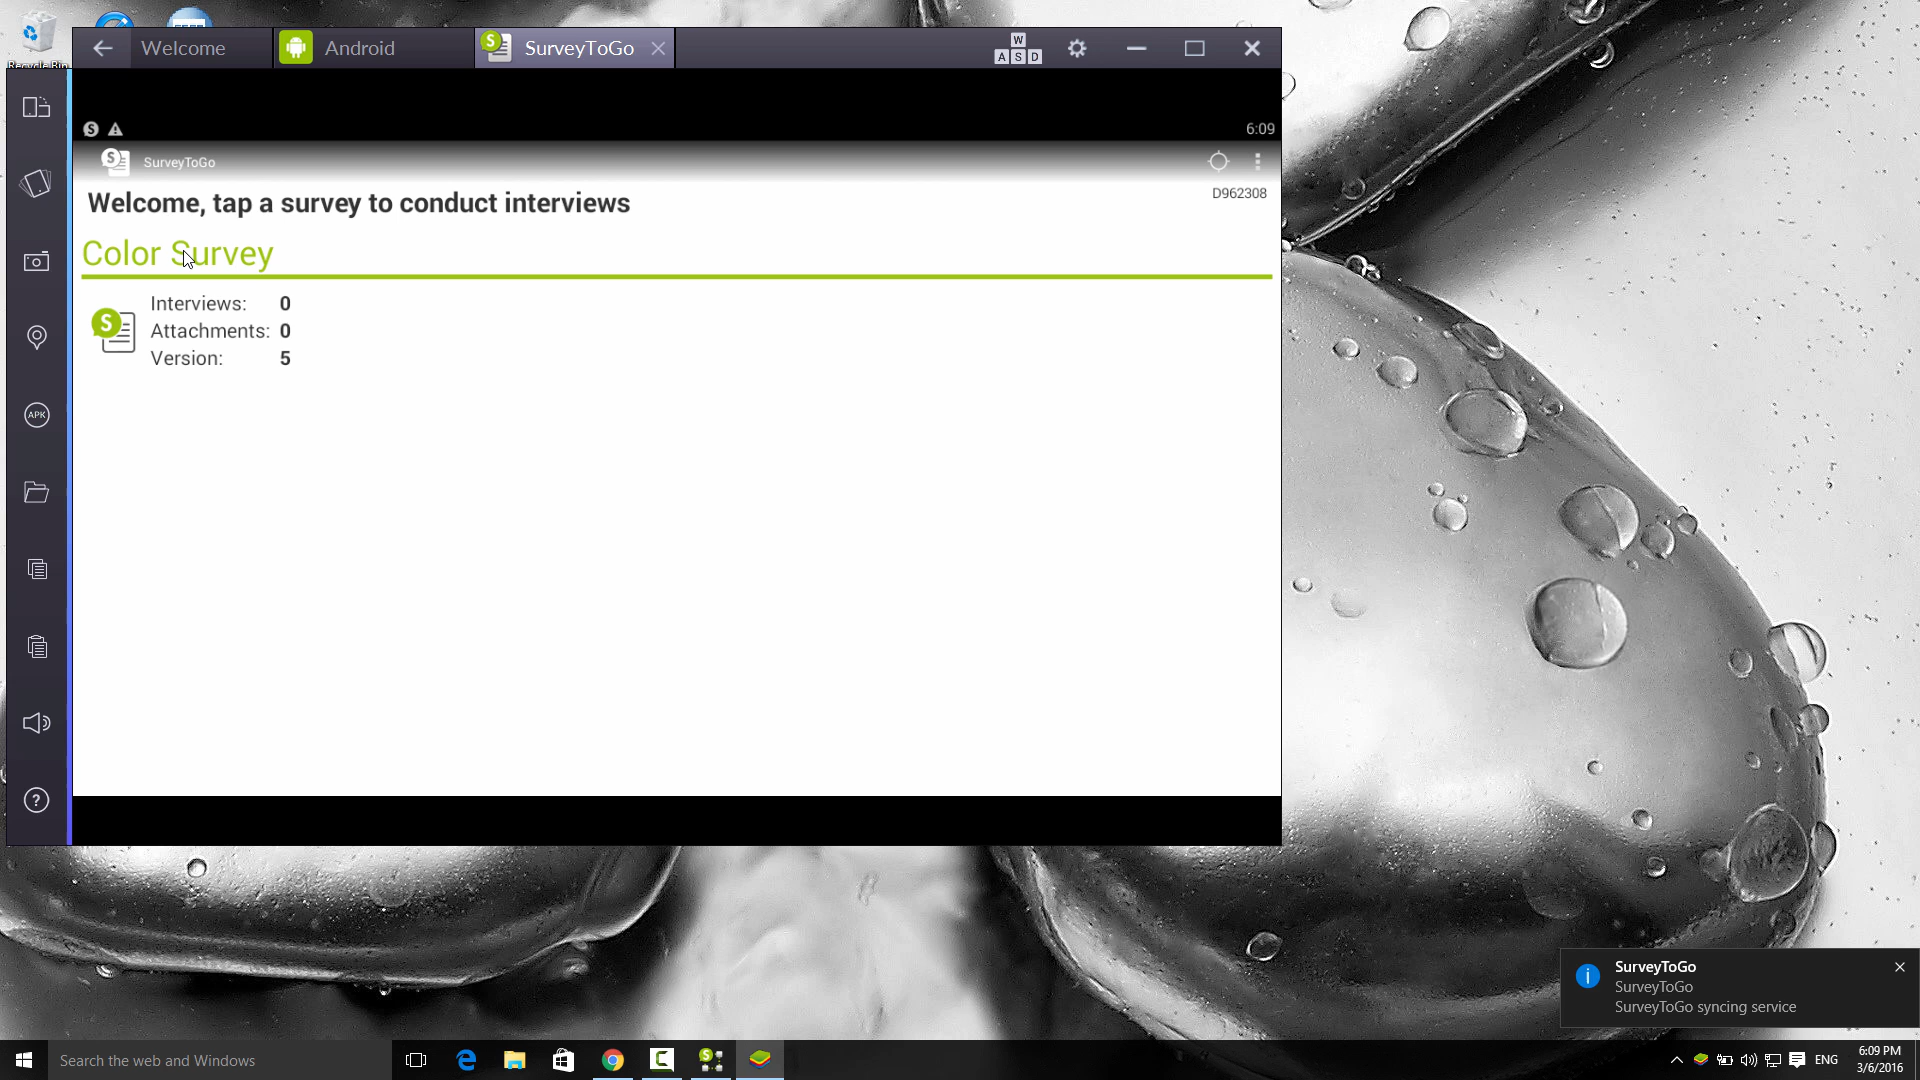 Recycle Bin
Welcome
Android
SurveyToGo
W
A S D
6:09
SurveyToGo
D962308
Welcome, tap a survey to conduct interviews
Color Survey
Interviews: 0
Attachments: 0
Version: 5
APK
SurveyToGo
SurveyToGo
SurveyToGo syncing service
Search the web and Windows
ENG
6:09 PM
3/6/2016